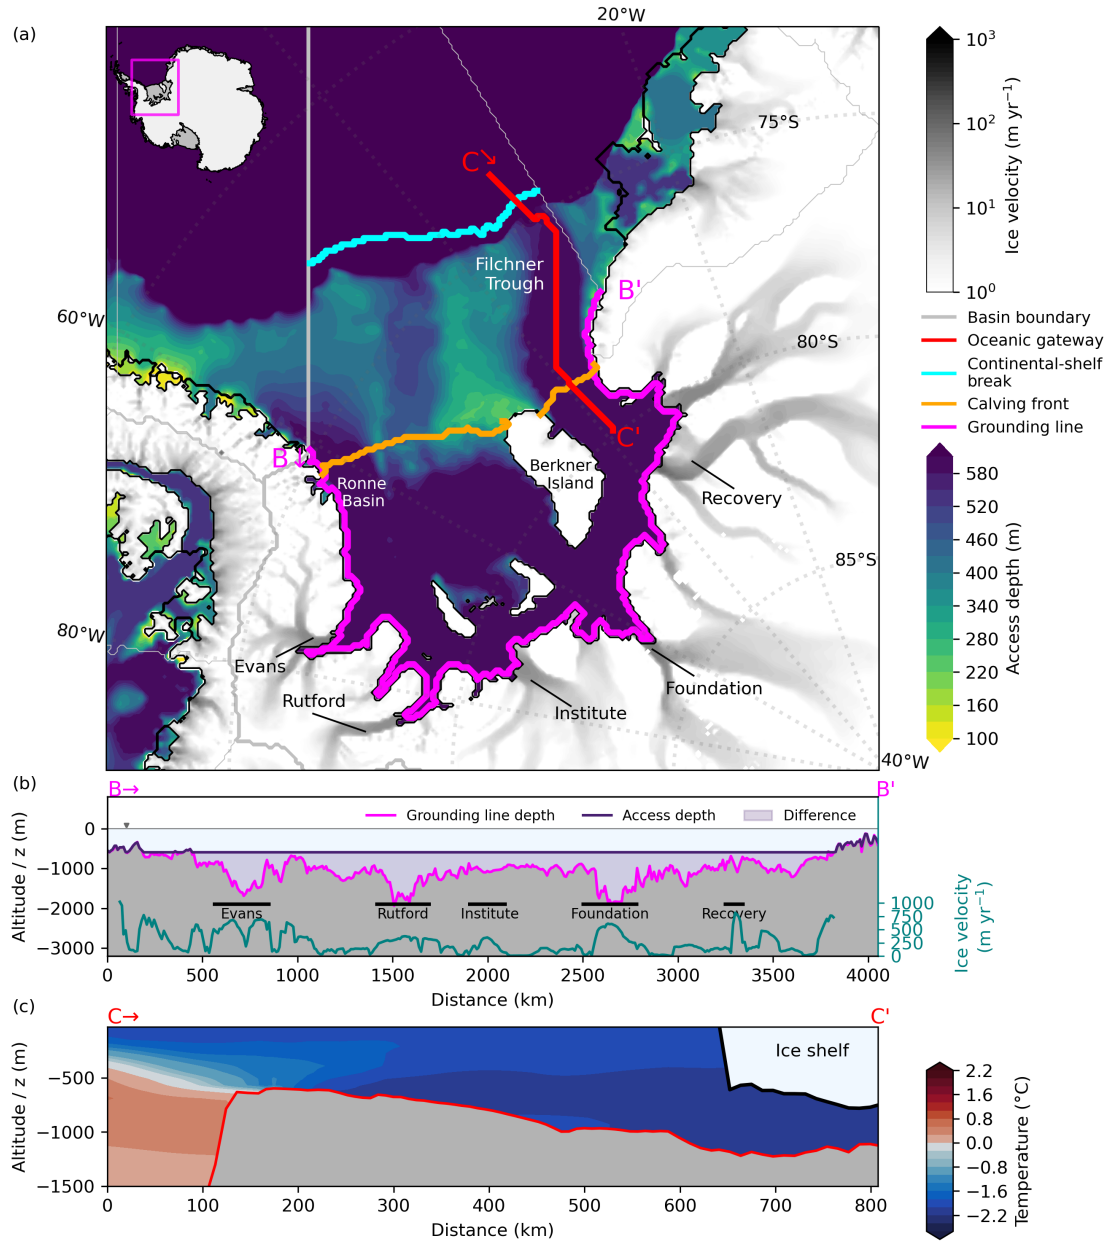 (a)
20°W
75°S
80°S
85°S
40°W
60°W
80°W
C
Filchner
Trough
B'
B
C'
Ronne
Basin
Berkner
Island
Recovery
Evans
Rutford
Institute
Foundation
10³
10²
10¹
10⁰
Ice velocity (m yr⁻¹)
Basin boundary
Oceanic gateway
Continental-shelf
break
Calving front
Grounding line
580
520
460
400
340
280
220
160
100
Access depth (m)
(b)
B→
B'
Grounding line depth
Access depth
Difference
0
−1000
−2000
−3000
Altitude / z (m)
Evans
Rutford
Institute
Foundation
Recovery
1000
750
500
250
0
Ice velocity
(m yr⁻¹)
0
500
1000
1500
2000
2500
3000
3500
4000
Distance (km)
(c)
C→
C'
Ice shelf
−500
−1000
−1500
Altitude / z (m)
0
100
200
300
400
500
600
700
800
Distance (km)
2.2
1.6
0.8
0.0
−0.8
−1.6
−2.2
Temperature (°C)